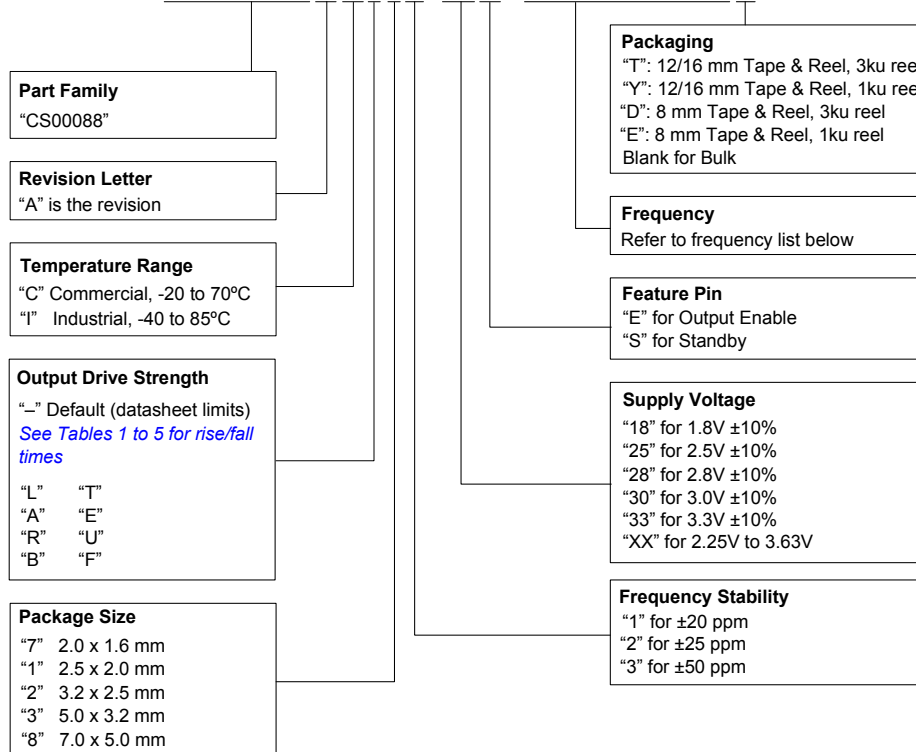 Part Family
“CS00088”
Revision Letter
“A” is the revision
Temperature Range
“C” Commercial, -20 to 70ºC
“I” Industrial, -40 to 85ºC
Output Drive Strength
“–” Default (datasheet limits)
See Tables 1 to 5 for rise/fall
times
“L” “T”
“A” “E”
“R” “U”
“B” “F”
Package Size
“7” 2.0 x 1.6 mm
“1” 2.5 x 2.0 mm
“2” 3.2 x 2.5 mm
“3” 5.0 x 3.2 mm
“8” 7.0 x 5.0 mm
Packaging
“T”: 12/16 mm Tape & Reel, 3ku ree
“Y”: 12/16 mm Tape & Reel, 1ku ree
“D”: 8 mm Tape & Reel, 3ku reel
“E”: 8 mm Tape & Reel, 1ku reel
Blank for Bulk
Frequency
Refer to frequency list below
Feature Pin
“E” for Output Enable
“S” for Standby
Supply Voltage
“18” for 1.8V ±10%
“25” for 2.5V ±10%
“28” for 2.8V ±10%
“30” for 3.0V ±10%
“33” for 3.3V ±10%
“XX” for 2.25V to 3.63V
Frequency Stability
“1” for ±20 ppm
“2” for ±25 ppm
“3” for ±50 ppm